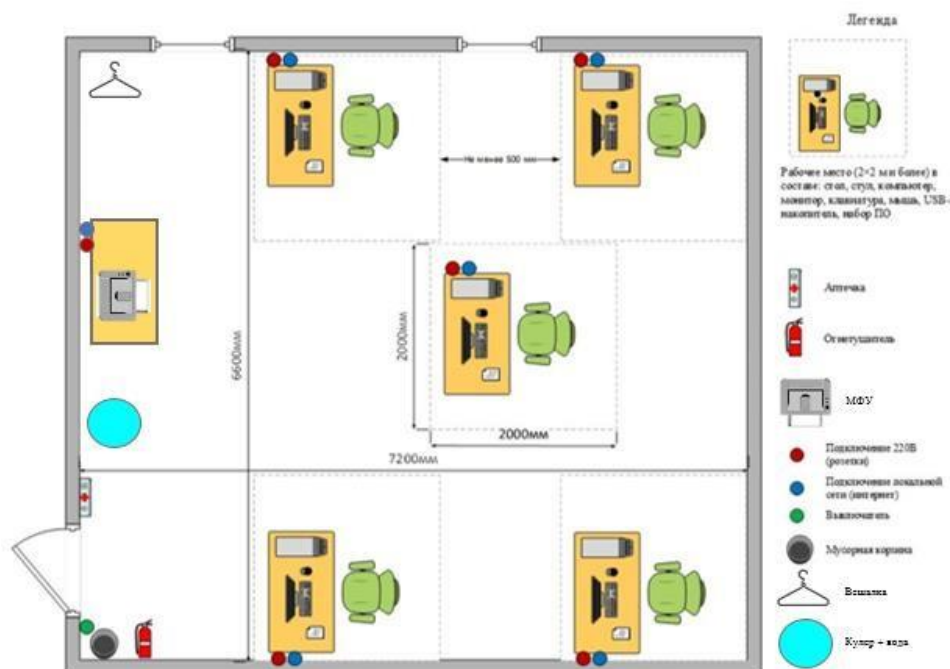 Легенда
Не менее 500 мм
Рабочее место (2×2 м и более) в
составе: стол, стул, компьютер,
монитор, клавиатура, мышь, USB-
накопитель, набор ПО
Аптечка
Огнетушитель
6600мм
2000мм
МФУ
2000мм
7200мм
Подключение 220В
(розетки)
Подключение локальной
сети (интернет)
Выключатель
Мусорная корзина
Вешалка
Кулер + вода